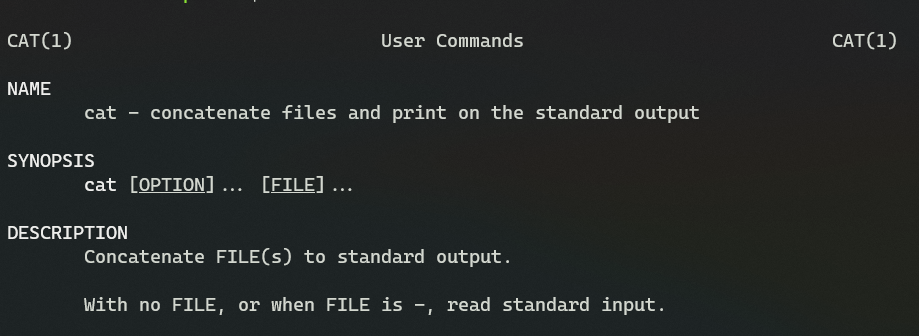 CAT(1) User Commands CAT(1)
NAME
cat - concatenate files and print on the standard output
SYNOPSIS
cat [OPTION]... [FILE]...
DESCRIPTION
Concatenate FILE(s) to standard output.
With no FILE, or when FILE is -, read standard input.